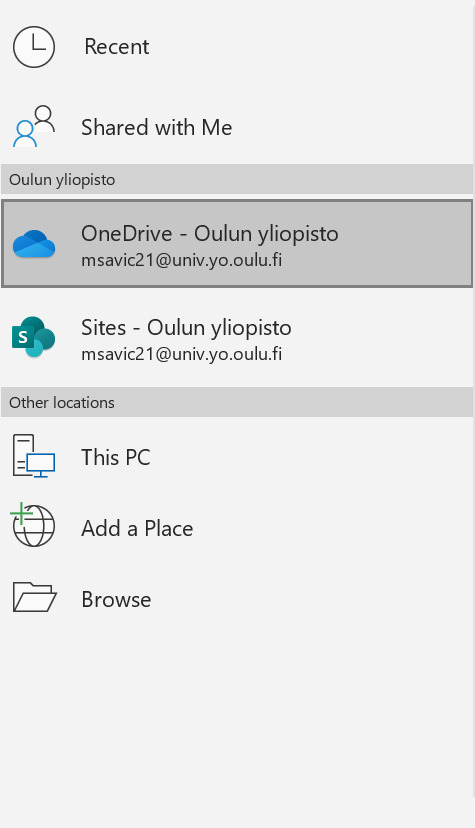 Recent
Shared with Me
Oulun yliopisto
OneDrive - Oulun yliopisto
msavic21@univ.yo.oulu.fi
S
Sites - Oulun yliopisto
msavic21@univ.yo.oulu.fi
Other locations
This PC
Add a Place
Browse